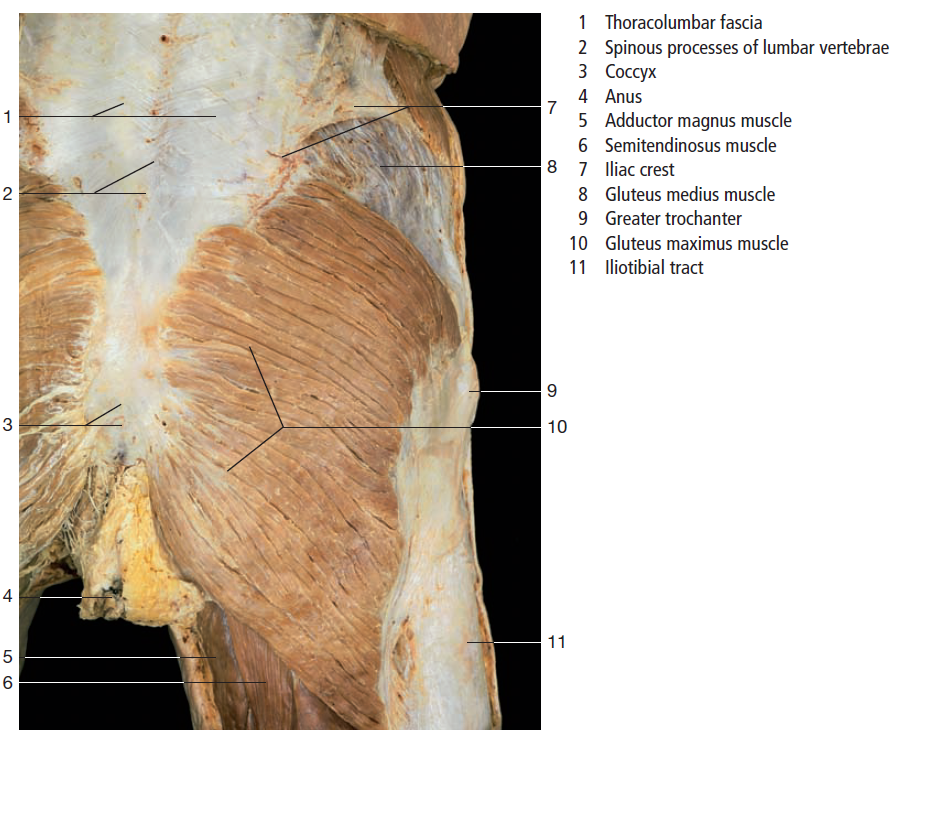 1 Thoracolumbar fascia
2 Spinous processes of lumbar vertebrae
3 Coccyx
4 Anus
5 Adductor magnus muscle
6 Semitendinosus muscle
7 Iliac crest
8 Gluteus medius muscle
9 Greater trochanter
10 Gluteus maximus muscle
11 Iliotibial tract
1
2
3
4
5
6
7
8
9
10
11